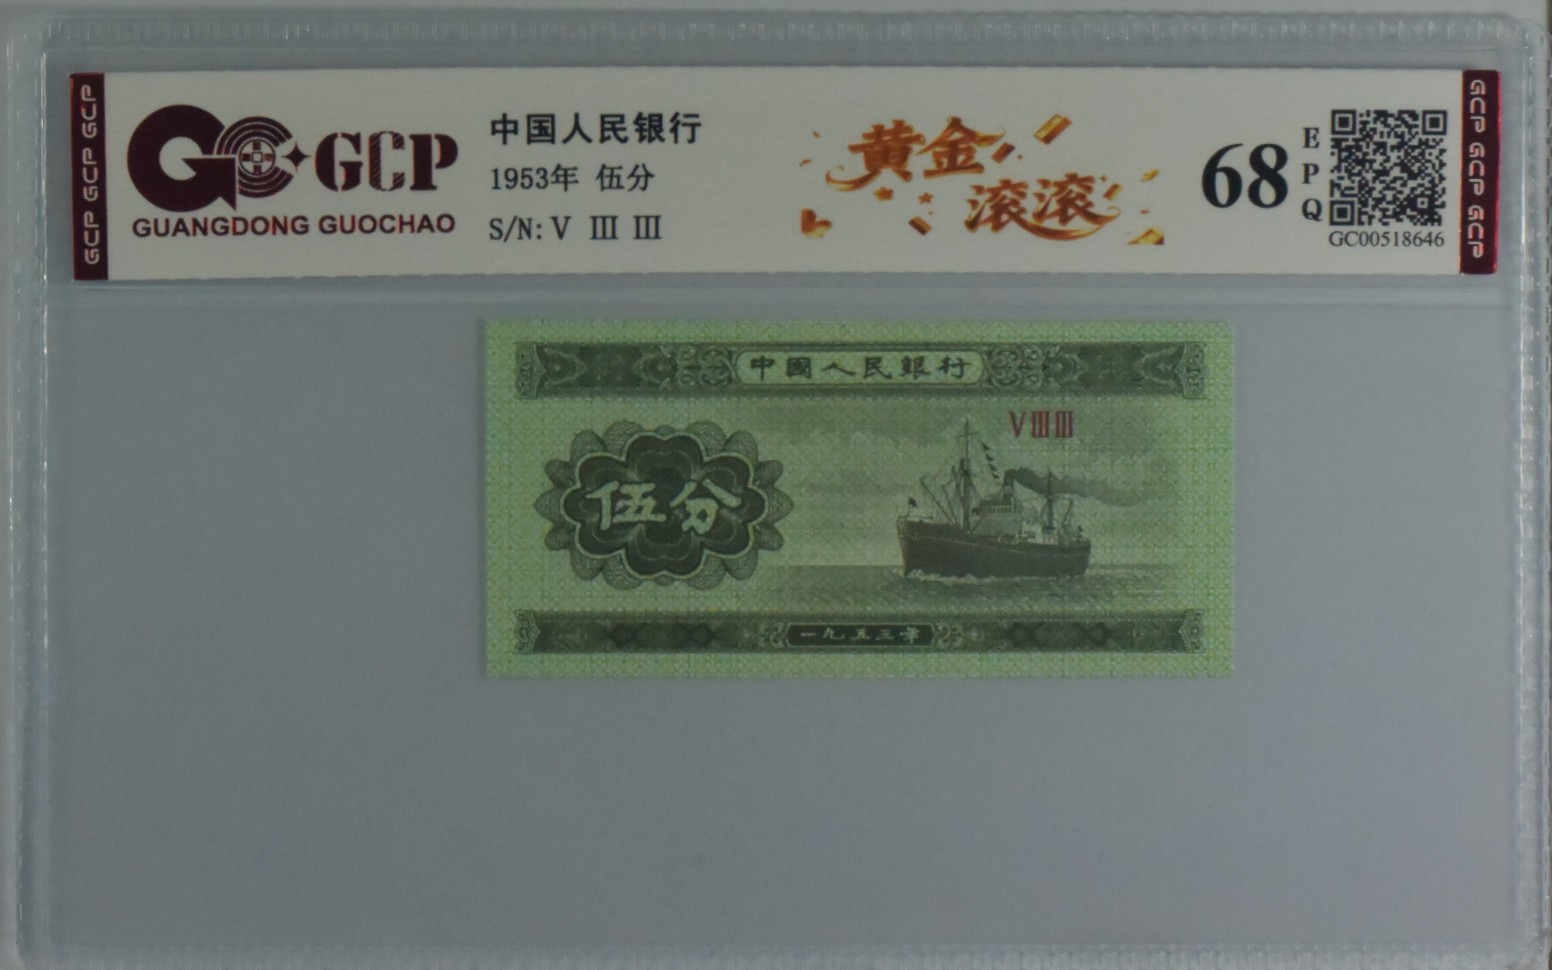 GCP GCP GCP
GCP
GUANGDONG GUOCHAO
中国人民银行
1953年 伍分
S/N: V Ⅲ Ⅲ
黄金
滚滚
68
EPQ
GC00518646
GCP GCP GCP
中國人民銀行
VⅢⅢ
伍分
一九五三年